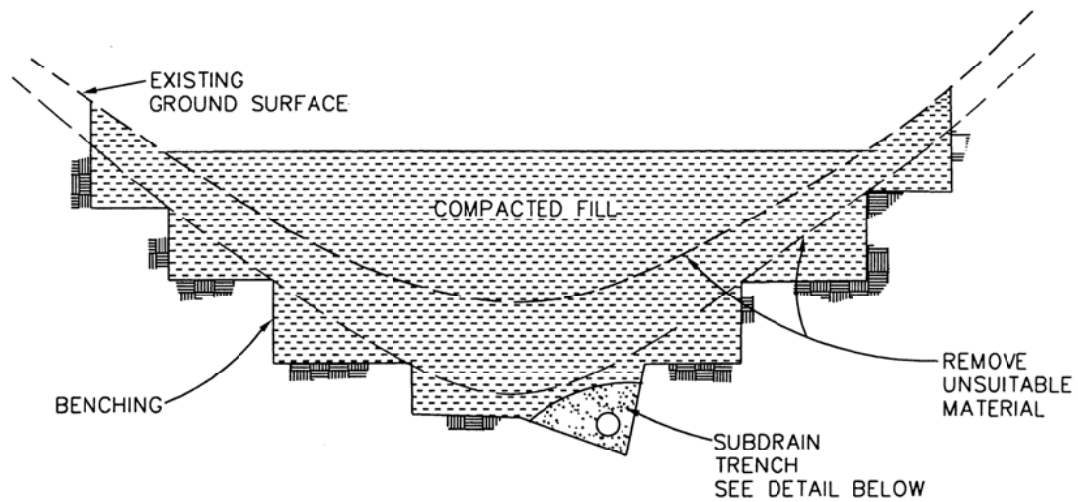 EXISTING
GROUND SURFACE
COMPACTED FILL
BENCHING
REMOVE
UNSUITABLE
MATERIAL
SUBDRAIN
TRENCH
SEE DETAIL BELOW